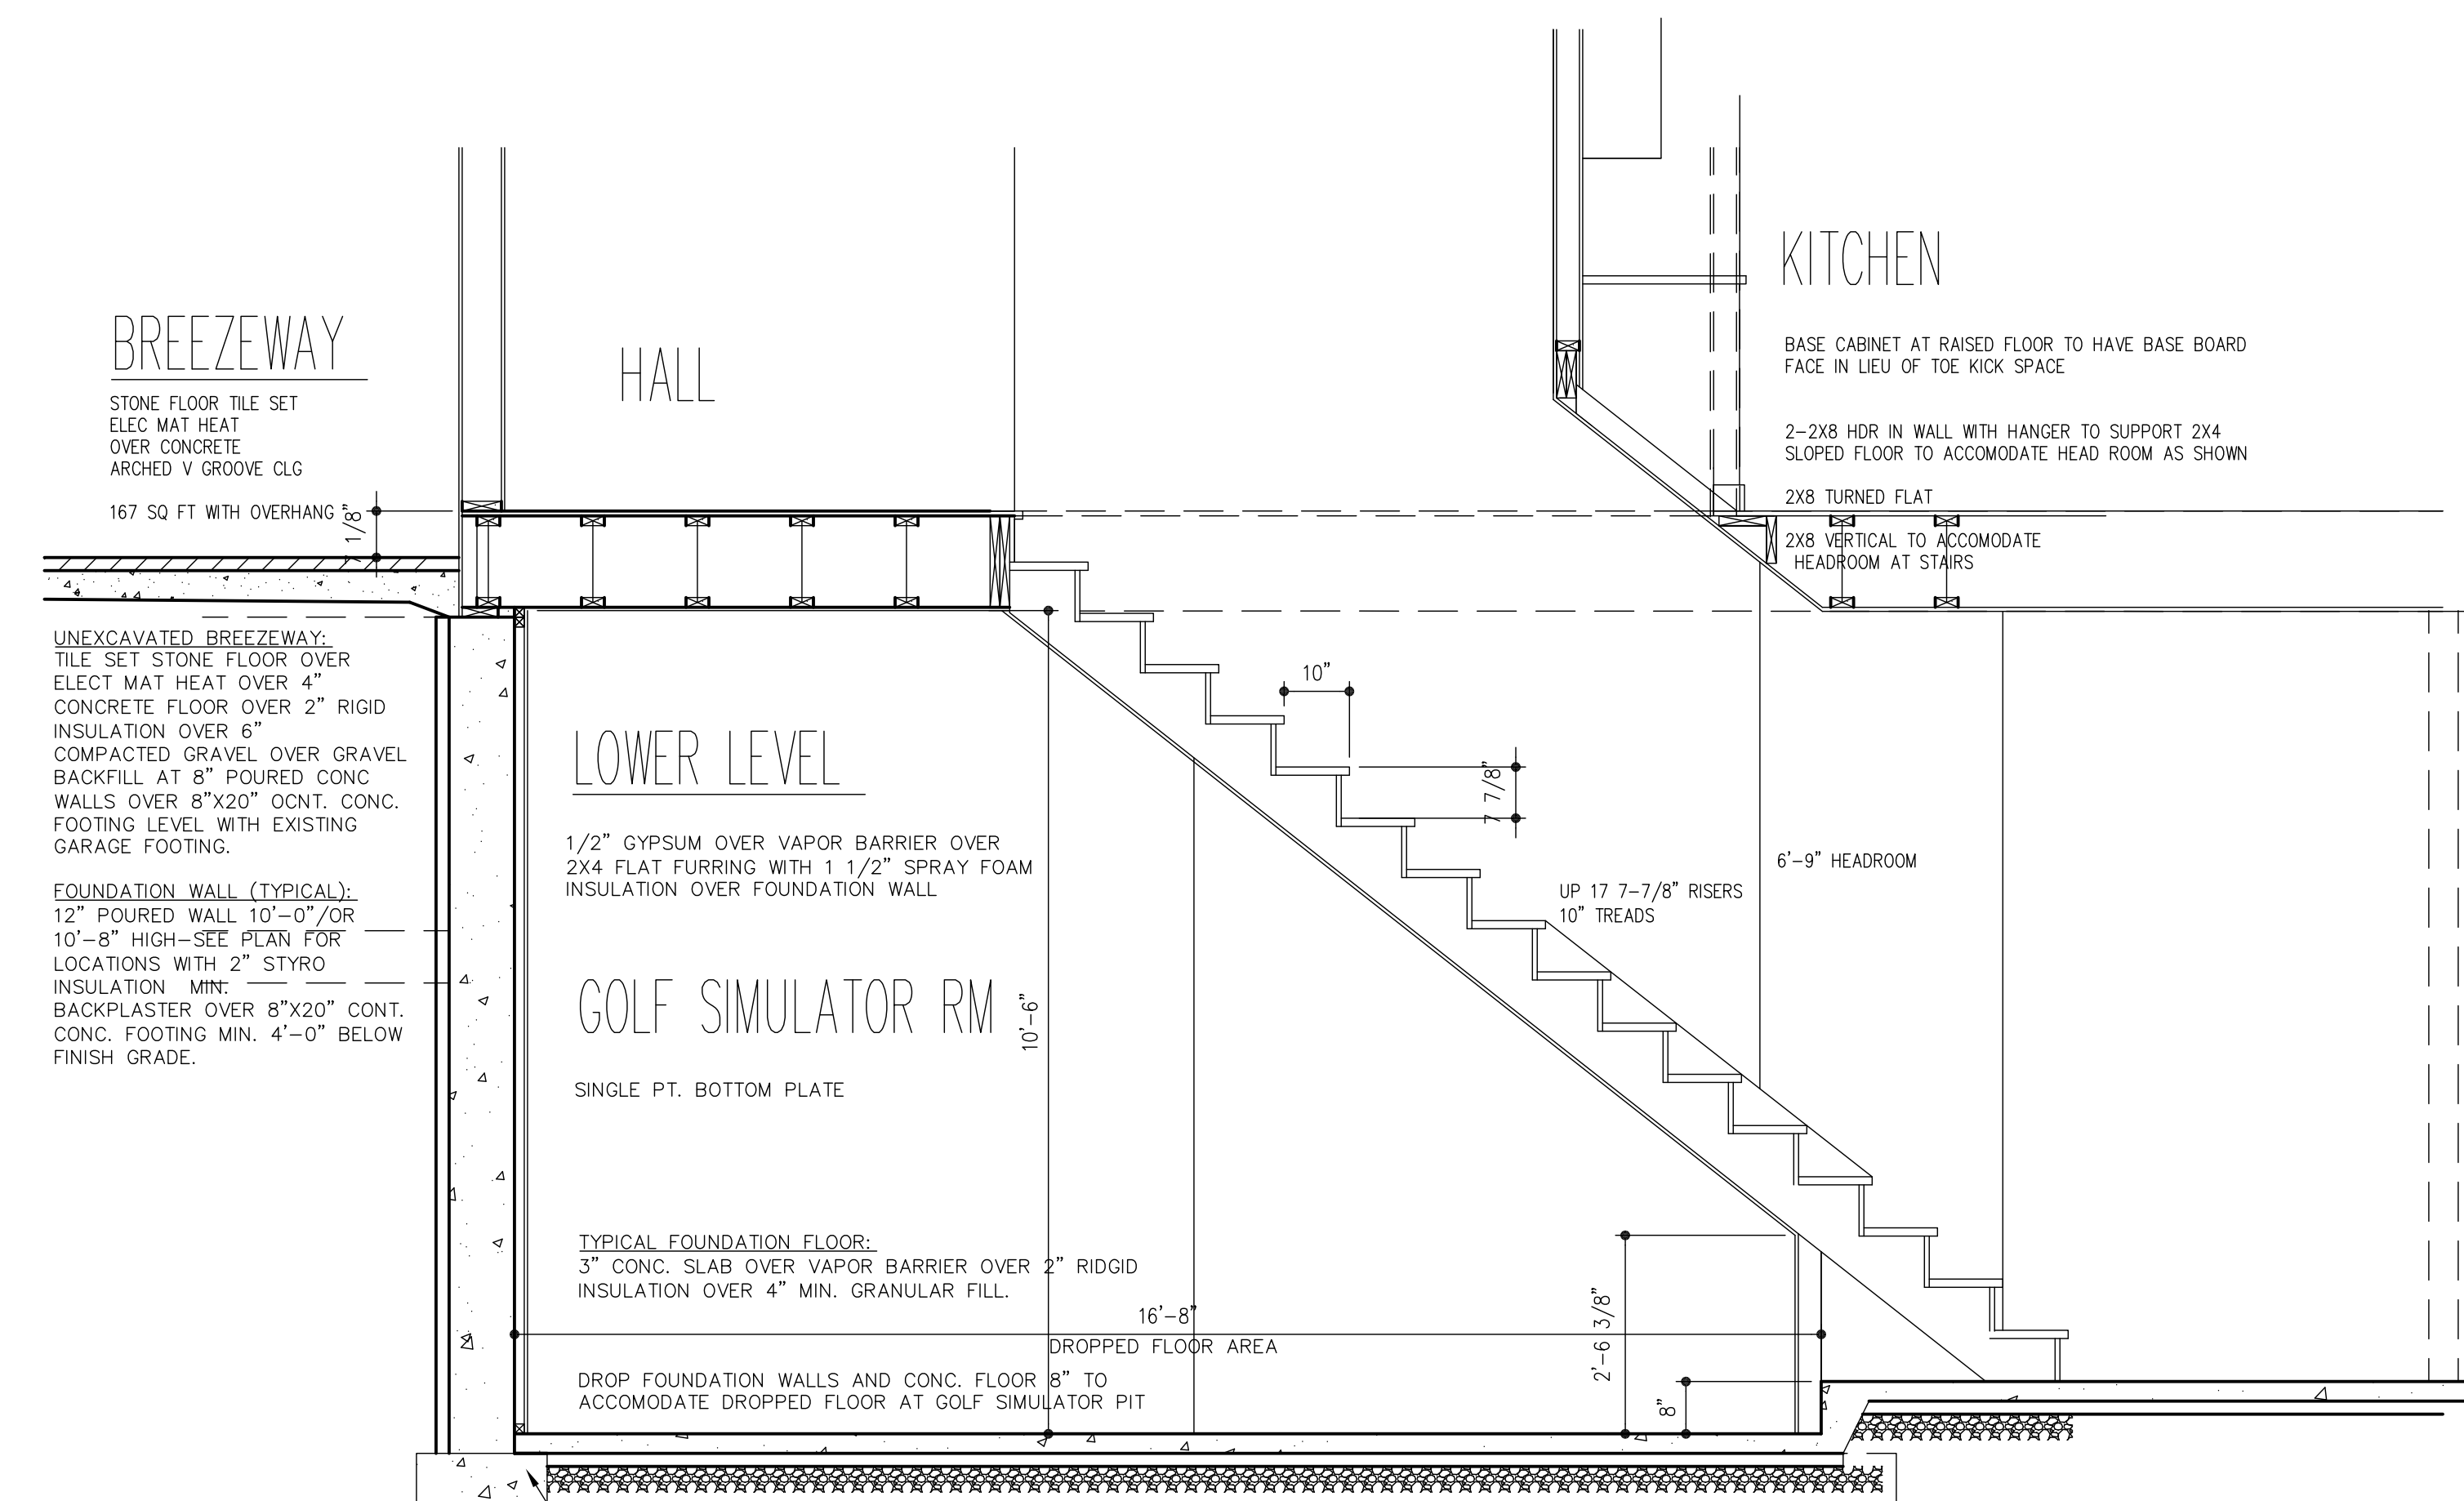 BREEZEWAY
STONE FLOOR TILE SET
ELEC MAT HEAT
OVER CONCRETE
ARCHED V GROOVE CLG
167 SQ FT WITH OVERHANG
7 1/8"
HALL
KITCHEN
BASE CABINET AT RAISED FLOOR TO HAVE BASE BOARD
FACE IN LIEU OF TOE KICK SPACE
2-2X8 HDR IN WALL WITH HANGER TO SUPPORT 2X4
SLOPED FLOOR TO ACCOMODATE HEAD ROOM AS SHOWN
2X8 TURNED FLAT
2X8 VERTICAL TO ACCOMODATE
HEADROOM AT STAIRS
UNEXCAVATED BREEZEWAY:
TILE SET STONE FLOOR OVER
ELECT MAT HEAT OVER 4"
CONCRETE FLOOR OVER 2" RIGID
INSULATION OVER 6"
COMPACTED GRAVEL OVER GRAVEL
BACKFILL AT 8" POURED CONC
WALLS OVER 8"X20" OCNT. CONC.
FOOTING LEVEL WITH EXISTING
GARAGE FOOTING.
FOUNDATION WALL (TYPICAL):
12" POURED WALL 10'-0"/OR
10'-8" HIGH-SEE PLAN FOR
LOCATIONS WITH 2" STYRO
INSULATION MIN.
BACKPLASTER OVER 8"X20" CONT.
CONC. FOOTING MIN. 4'-0" BELOW
FINISH GRADE.
LOWER LEVEL
1/2" GYPSUM OVER VAPOR BARRIER OVER
2X4 FLAT FURRING WITH 1 1/2" SPRAY FOAM
INSULATION OVER FOUNDATION WALL
GOLF SIMULATOR RM
SINGLE PT. BOTTOM PLATE
10'-6"
10"
7 7/8"
UP 17 7-7/8" RISERS
10" TREADS
6'-9" HEADROOM
TYPICAL FOUNDATION FLOOR:
3" CONC. SLAB OVER VAPOR BARRIER OVER 2" RIDGID
INSULATION OVER 4" MIN. GRANULAR FILL.
16'-8"
DROPPED FLOOR AREA
DROP FOUNDATION WALLS AND CONC. FLOOR 8" TO
ACCOMODATE DROPPED FLOOR AT GOLF SIMULATOR PIT
2'-6 3/8"
8"